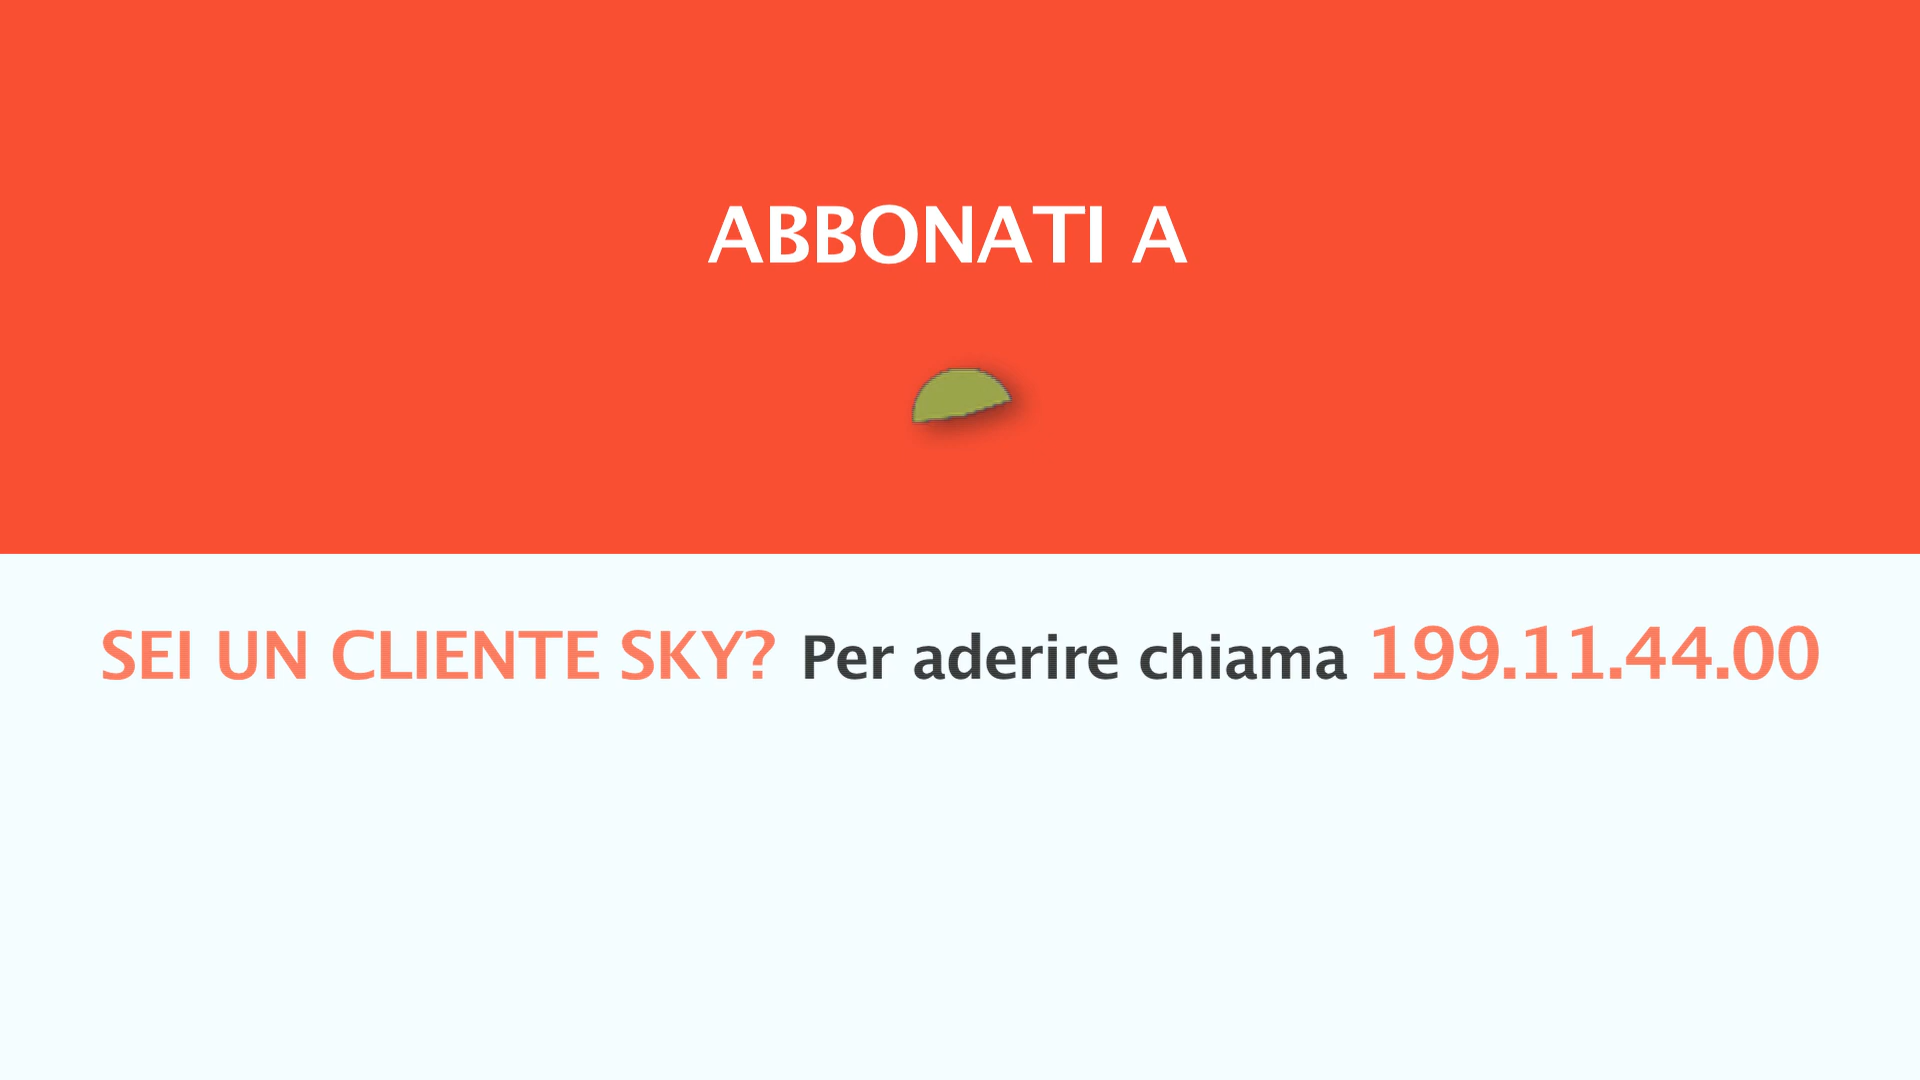 ABBONATI A
SEI UN CLIENTE SKY? Per aderire chiama 199.11.44.00